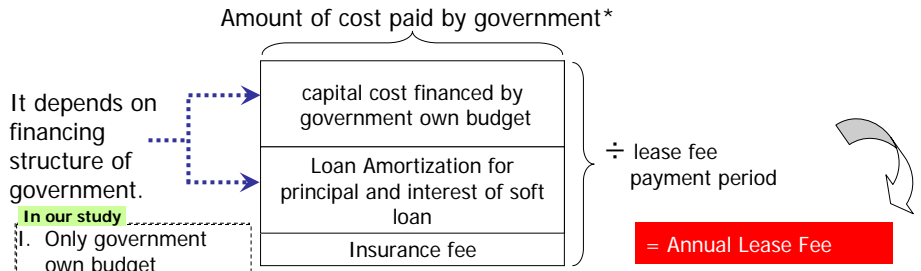 Amount of cost paid by government*
It depends on
financing
structure of
government.
In our study
I. Only government
own budget
capital cost financed by
government own budget
Loan Amortization for
principal and interest of soft
loan
Insurance fee
÷ lease fee
payment period
= Annual Lease Fee